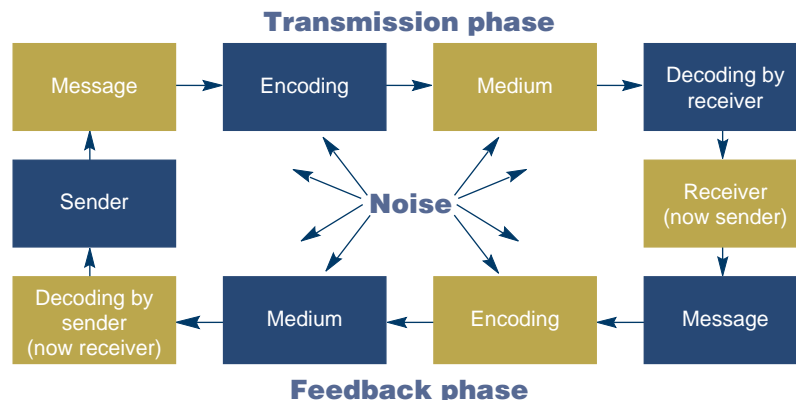 Transmission phase
Message
Encoding
Medium
Decoding by
receiver
Sender
Noise
Receiver
(now sender)
Decoding by
sender
(now receiver)
Medium
Encoding
Message
Feedback phase